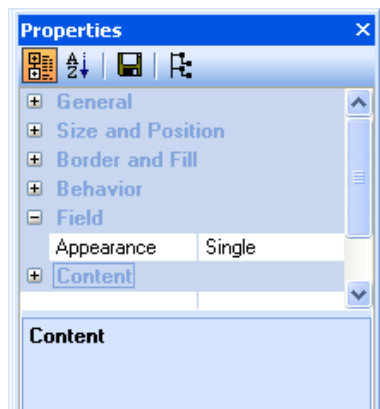 Properties
General
Size and Position
Border and Fill
Behavior
Field
Appearance Single
Content
Content